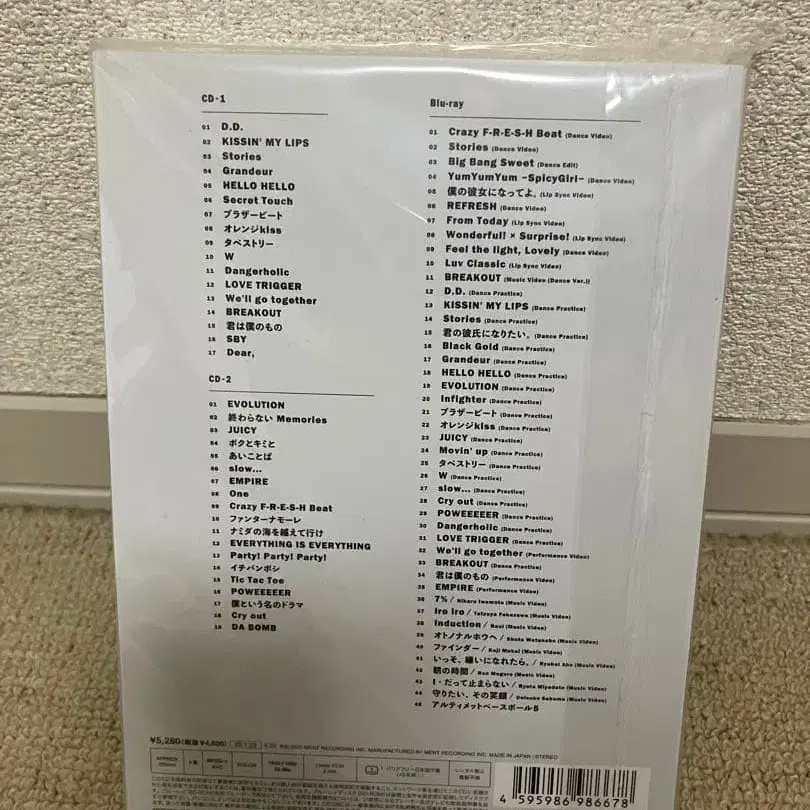 CD-1
01 D.D.
02 KISSIN' MY LIPS
03 Stories
04 Grandeur
05 HELLO HELLO
06 Secret Touch
07 ブラザービート
08 オレンジkiss
09 タペストリー
10 W
11 Dangerholic
12 LOVE TRIGGER
13 We'll go together
14 BREAKOUT
15 君は僕のもの
16 SBY
17 Dear,
CD-2
01 EVOLUTION
02 終わらない Memories
03 JUICY
04 ボクとキミと
05 あいことば
06 slow...
07 EMPIRE
08 One
09 Crazy F-R-E-S-H Beat
10 ファンターナモーレ
11 ナミダの海を越えて行け
12 EVERYTHING IS EVERYTHING
13 Party! Party! Party!
14 イチバンボシ
15 Tic Tac Toe
16 POWEEEEER
17 僕という名のドラマ
18 Cry out
19 DA BOMB
Blu-ray
01 Crazy F-R-E-S-H Beat (Dance Video)
02 Stories (Dance Video)
03 Big Bang Sweet (Dance Edit)
04 YumYumYum ~SpicyGirl~ (Dance Video)
05 僕の彼女になってよ。 (Lip Sync Video)
06 REFRESH (Dance Video)
07 From Today (Lip Sync Video)
08 Wonderful! × Surprise! (Lip Sync Video)
09 Feel the light, Lovely (Dance Video)
10 Luv Classic (Lip Sync Video)
11 BREAKOUT (Music Video (Dance Ver.))
12 D.D. (Dance Practice)
13 KISSIN' MY LIPS (Dance Practice)
14 Stories (Dance Practice)
15 君の彼氏になりたい。 (Dance Practice)
16 Black Gold (Dance Practice)
17 Grandeur (Dance Practice)
18 HELLO HELLO (Dance Practice)
19 EVOLUTION (Dance Practice)
20 Infighter (Dance Practice)
21 ブラザービート (Dance Practice)
22 オレンジkiss (Dance Practice)
23 JUICY (Dance Practice)
24 Movin' up (Dance Practice)
25 タペストリー (Dance Practice)
26 W (Dance Practice)
27 slow... (Dance Practice)
28 Cry out (Dance Practice)
29 POWEEEEER (Dance Practice)
30 Dangerholic (Dance Practice)
31 LOVE TRIGGER (Dance Practice)
32 We'll go together (Performance Video)
33 BREAKOUT (Dance Practice)
34 君は僕のもの (Performance Video)
35 EMPIRE (Performance Video)
36 7% / Hikaru Iwamoto (Music Video)
37 Iro Iro / Tatsuya Fukazawa (Music Video)
38 Induction / Raul (Music Video)
39 オトノナルホウヘ / Shota Watanabe (Music Video)
40 ファインダー / Koji Mukai (Music Video)
41 いっそ、嫌いになれたら。 / Ryohei Abe (Music Video)
42 朝の時間 / Ren Meguro (Music Video)
43 I・だって止まらない / Ryota Miyadate (Music Video)
44 守りたい、その笑顔 / Daisuke Sakuma (Music Video)
45 アルティメットベースボール5
¥5,280(税抜 ¥4,800)
MENT RECORDING INC. MANUFACTURED BY MENT RECORDING INC. MADE IN JAPAN / STEREO
4 595986 986678